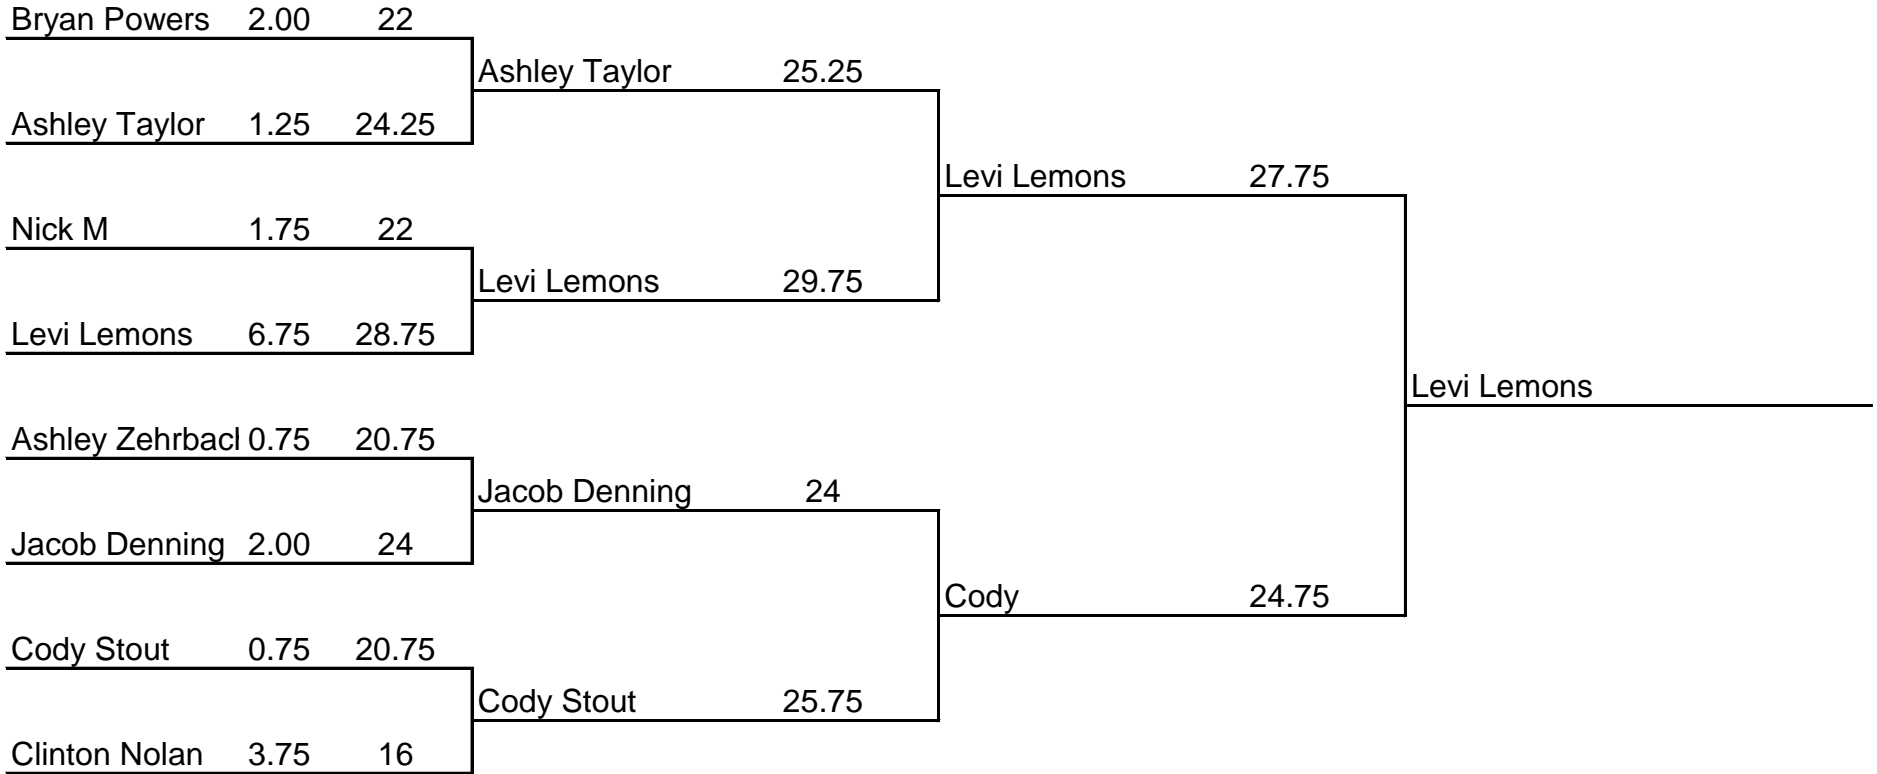 Bryan Powers 2.00 22
Ashley Taylor 25.25
Ashley Taylor 1.25 24.25
Levi Lemons 27.75
Nick M 1.75 22
Levi Lemons 29.75
Levi Lemons 6.75 28.75
Levi Lemons
Ashley Zehrbach 0.75 20.75
Jacob Denning 24
Jacob Denning 2.00 24
Cody 24.75
Cody Stout 0.75 20.75
Cody Stout 25.75
Clinton Nolan 3.75 16